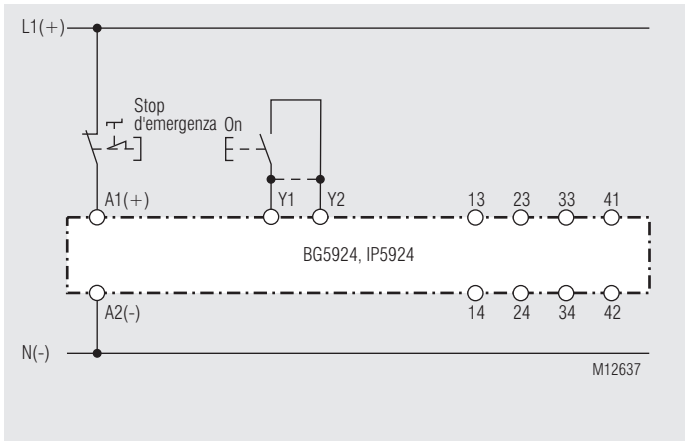 L1(+)
Stop
d'emergenza On
A1(+) Y1 Y2 13 23 33 41
BG5924, IP5924
A2(-) 14 24 34 42
N(-)
M12637